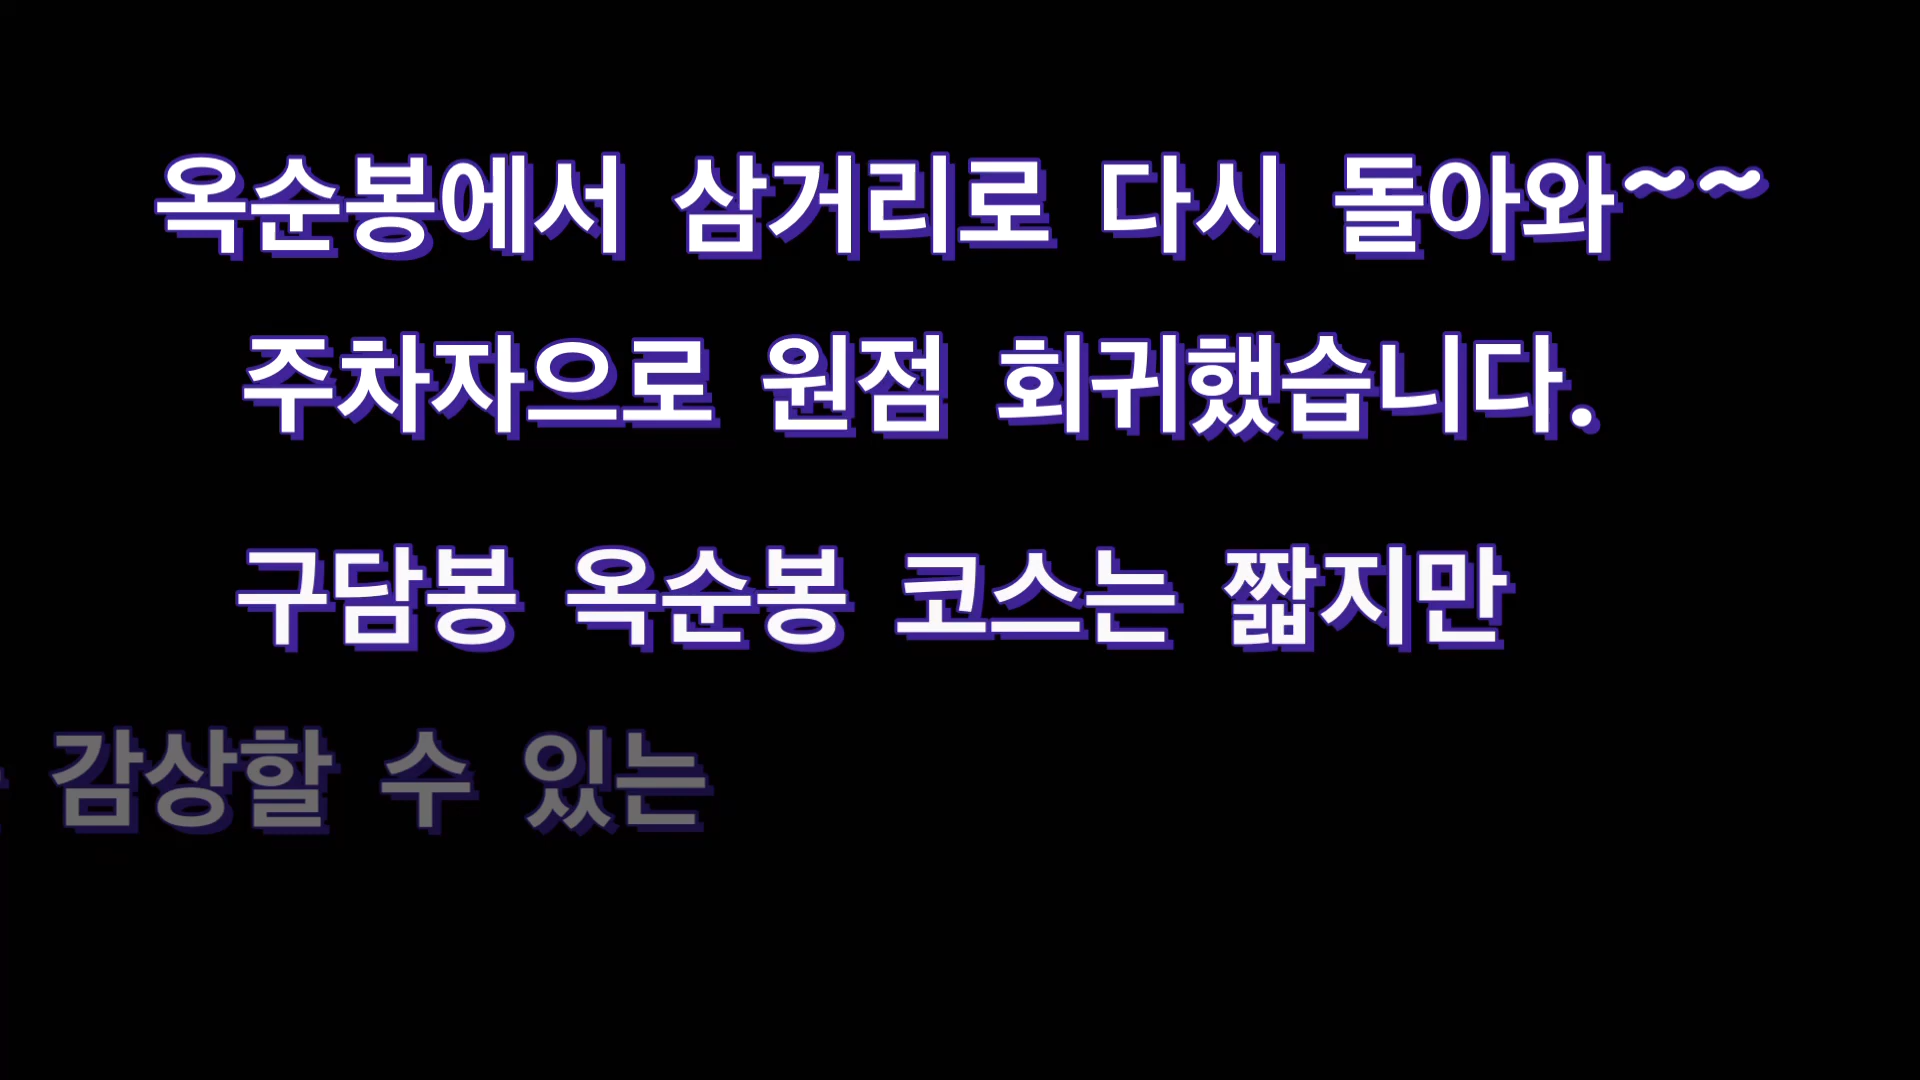 옥순봉에서 삼거리로 다시 돌아와~~
주차자으로 원점 회귀했습니다.
구담봉 옥순봉 코스는 짧지만
감상할 수 있는